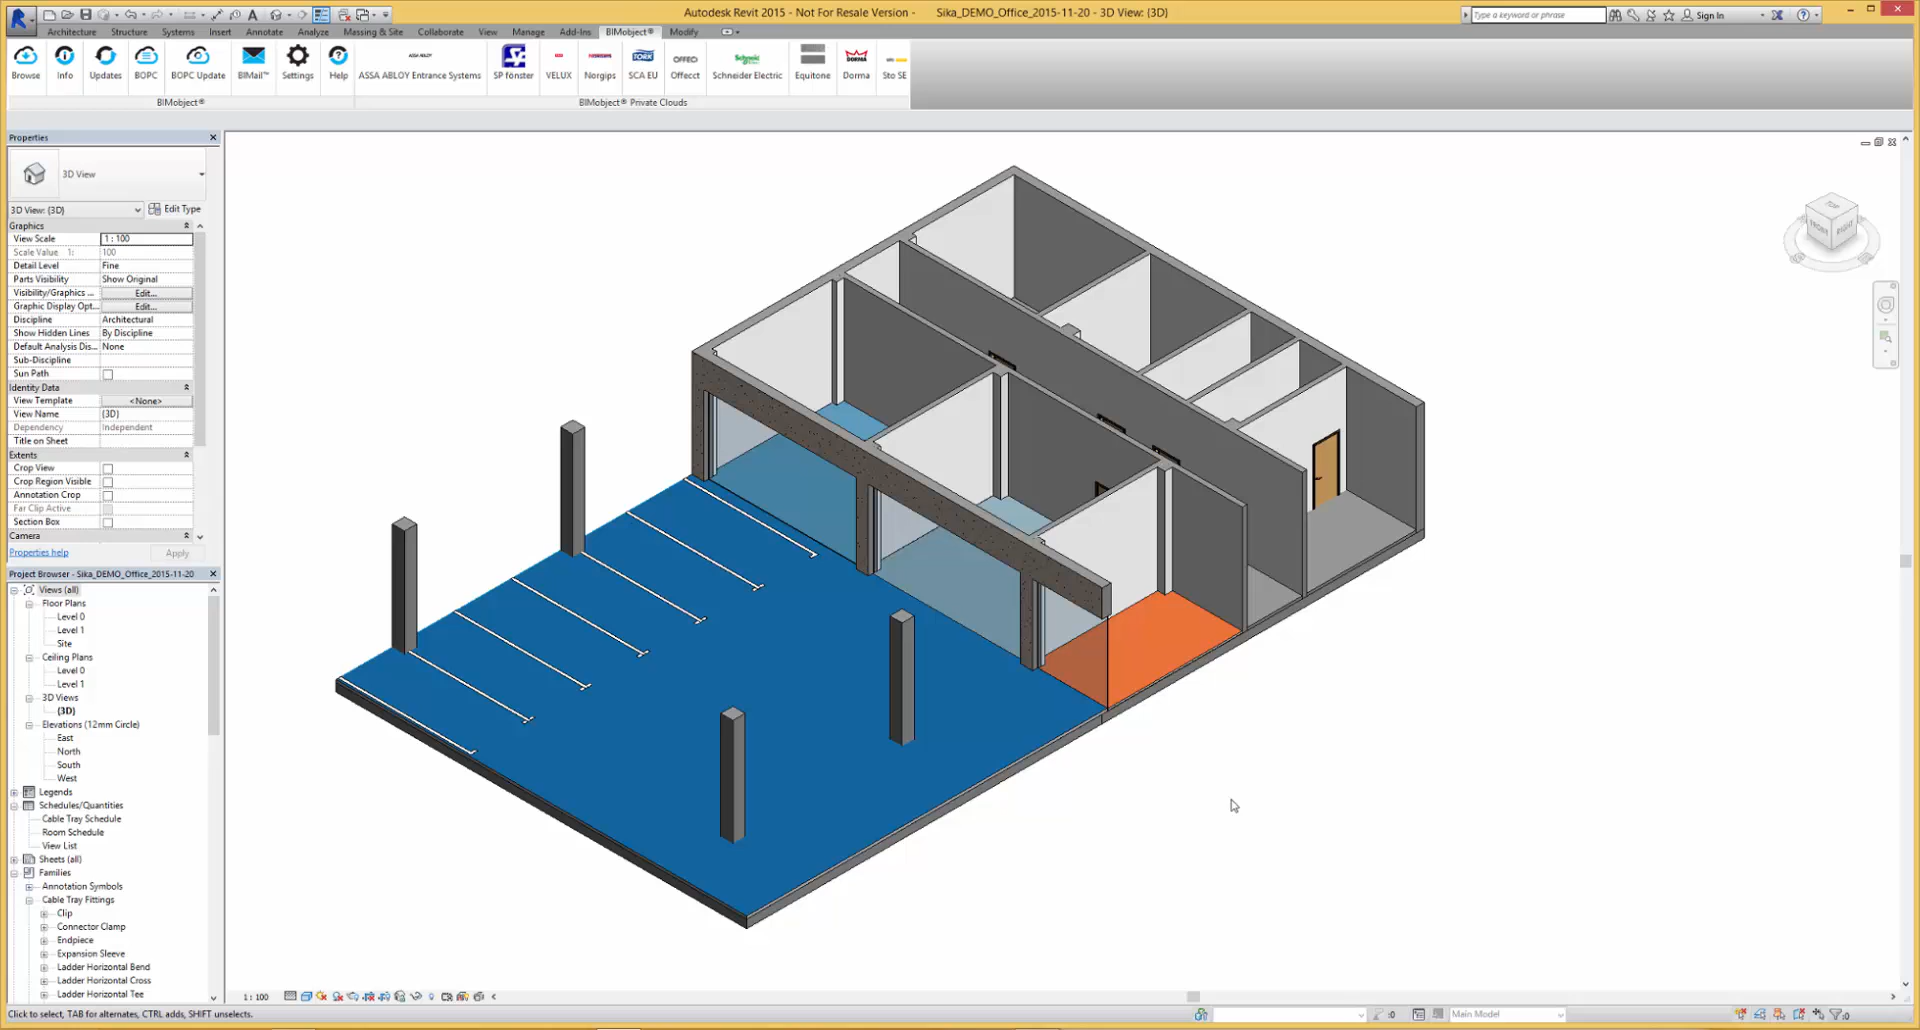 Autodesk Revit 2015 - Not For Resale Version - Sika_DEMO_Office_2015-11-20 - 3D View: {3D}
Type a keyword or phrase
Sign In
Architecture Structure Systems Insert Annotate Analyze Massing & Site Collaborate View Manage Add-Ins BIMobject® Modify
Browse Info Updates BOPC BOPC Update BIMail™ Settings Help ASSA ABLOY Entrance Systems SP fönster VELUX Norgips SCA EU Offecct Schneider Electric Equitone Dorma Sto SE
BIMobject® BIMobject® Private Clouds
Properties
3D View
3D View: {3D} Edit Type
Graphics
View Scale 1 : 100
Scale Value 1: 100
Detail Level Fine
Parts Visibility Show Original
Visibility/Graphics ... Edit...
Graphic Display Opt... Edit...
Discipline Architectural
Show Hidden Lines By Discipline
Default Analysis Dis... None
Sub-Discipline
Sun Path
Identity Data
View Template <None>
View Name {3D}
Dependency Independent
Title on Sheet
Extents
Crop View
Crop Region Visible
Annotation Crop
Far Clip Active
Section Box
Camera
Properties help Apply
Project Browser - Sika_DEMO_Office_2015-11-20
Views (all)
Floor Plans
Level 0
Level 1
Site
Ceiling Plans
Level 0
Level 1
3D Views
{3D}
Elevations (12mm Circle)
East
North
South
West
Legends
Schedules/Quantities
Cable Tray Schedule
Room Schedule
View List
Sheets (all)
Families
Annotation Symbols
Cable Tray Fittings
Clip
Connector Clamp
Endpiece
Expansion Sleeve
Ladder Horizontal Bend
Ladder Horizontal Cross
Ladder Horizontal Tee
TOP
FRONT RIGHT
1 : 100
Click to select, TAB for alternates, CTRL adds, SHIFT unselects.
:0
Main Model
:0